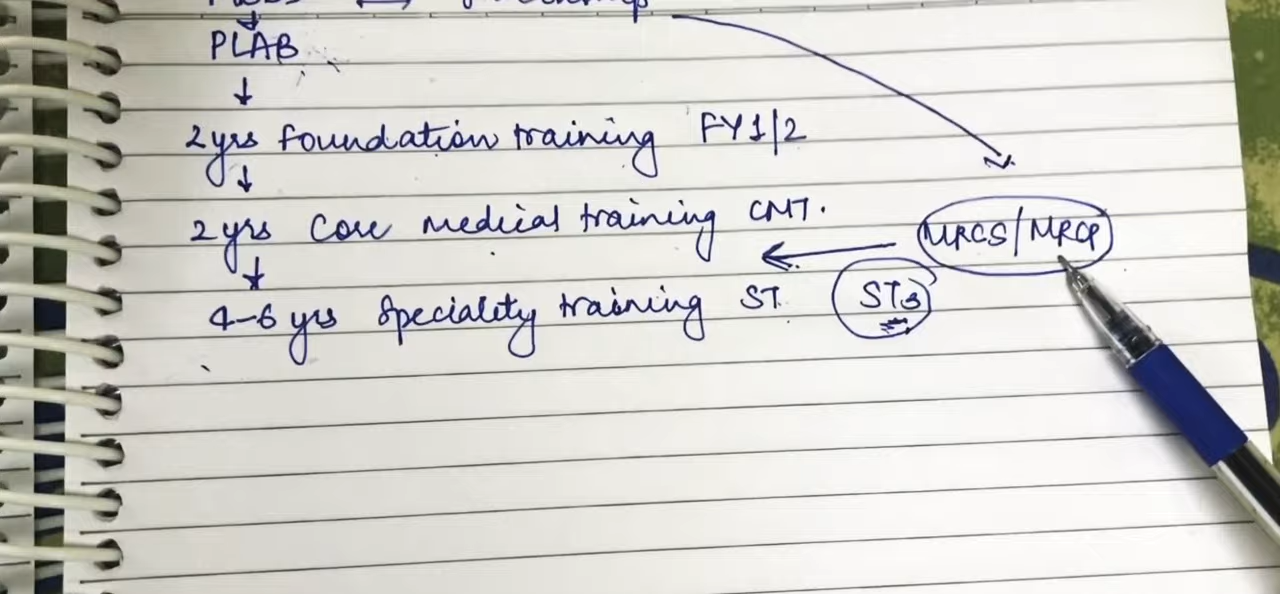 PLAB
2yrs foundation training FY1/2
2yrs Core medical training CMT.
MRCS/MRCP
4-6 yrs Speciality training ST. ST3